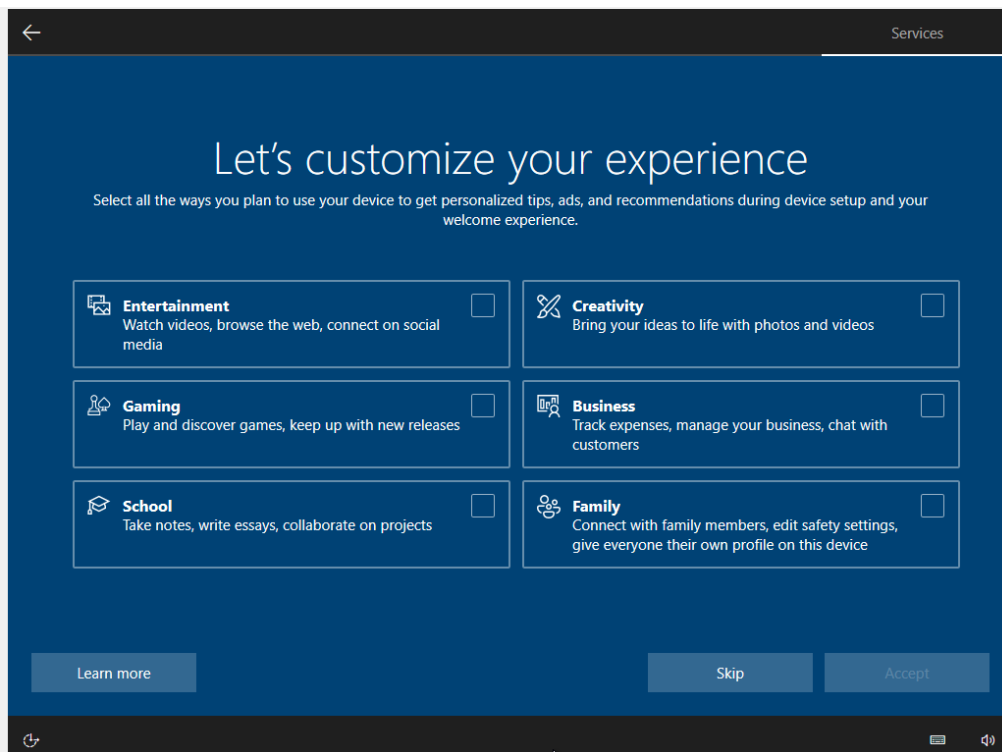 Services
Let's customize your experience
Select all the ways you plan to use your device to get personalized tips, ads, and recommendations during device setup and your
welcome experience.
Entertainment
Watch videos, browse the web, connect on social
media
Creativity
Bring your ideas to life with photos and videos
Gaming
Play and discover games, keep up with new releases
Business
Track expenses, manage your business, chat with
customers
School
Take notes, write essays, collaborate on projects
Family
Connect with family members, edit safety settings,
give everyone their own profile on this device
Learn more
Skip
Accept